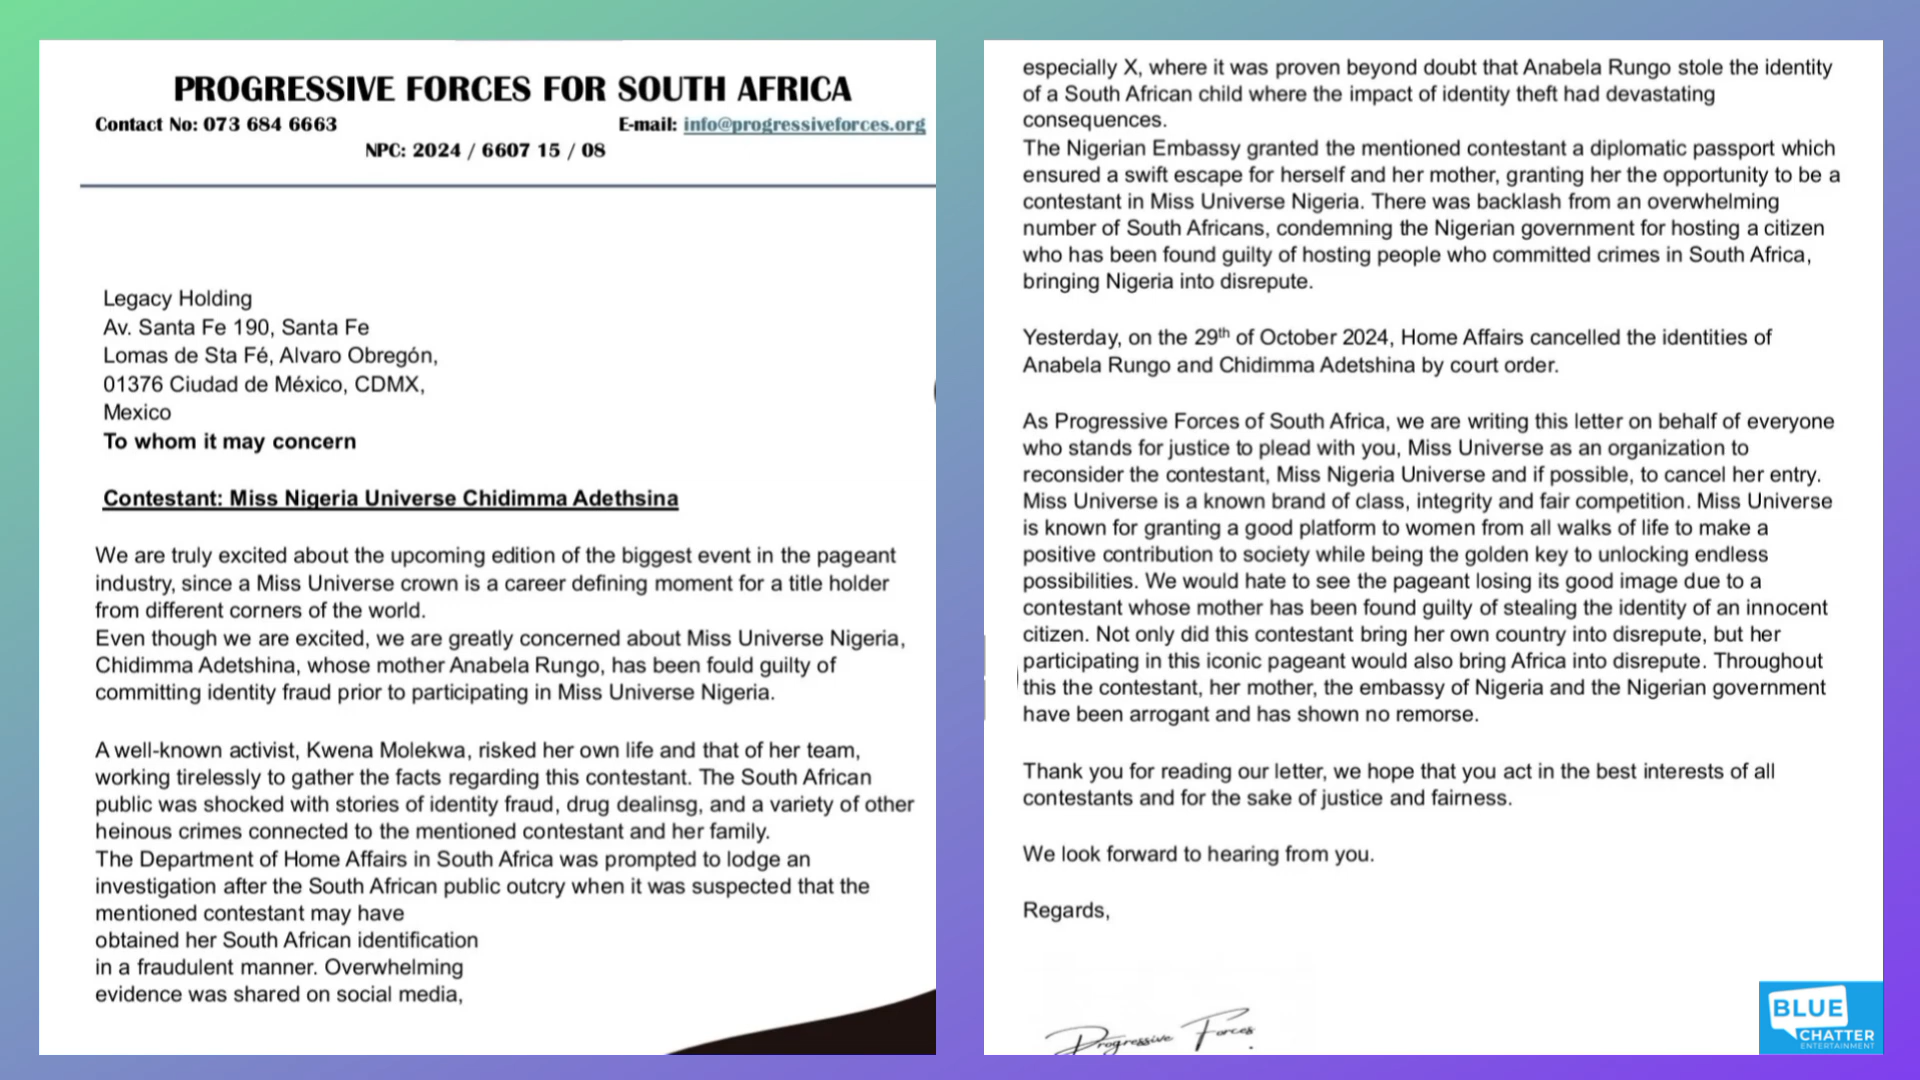 PROGRESSIVE FORCES FOR SOUTH AFRICA
Contact No: 073 684 6663 E-mail: info@progressiveforces.org
NPC: 2024 / 6607 15 / 08
Legacy Holding
Av. Santa Fe 190, Santa Fe
Lomas de Sta Fé, Alvaro Obregón,
01376 Ciudad de México, CDMX,
Mexico
To whom it may concern
Contestant: Miss Nigeria Universe Chidimma Adethsina
We are truly excited about the upcoming edition of the biggest event in the pageant
industry, since a Miss Universe crown is a career defining moment for a title holder
from different corners of the world.
Even though we are excited, we are greatly concerned about Miss Universe Nigeria,
Chidimma Adetshina, whose mother Anabela Rungo, has been fould guilty of
committing identity fraud prior to participating in Miss Universe Nigeria.
A well-known activist, Kwena Molekwa, risked her own life and that of her team,
working tirelessly to gather the facts regarding this contestant. The South African
public was shocked with stories of identity fraud, drug dealinsg, and a variety of other
heinous crimes connected to the mentioned contestant and her family.
The Department of Home Affairs in South Africa was prompted to lodge an
investigation after the South African public outcry when it was suspected that the
mentioned contestant may have
obtained her South African identification
in a fraudulent manner. Overwhelming
evidence was shared on social media,
especially X, where it was proven beyond doubt that Anabela Rungo stole the identity
of a South African child where the impact of identity theft had devastating
consequences.
The Nigerian Embassy granted the mentioned contestant a diplomatic passport which
ensured a swift escape for herself and her mother, granting her the opportunity to be a
contestant in Miss Universe Nigeria. There was backlash from an overwhelming
number of South Africans, condemning the Nigerian government for hosting a citizen
who has been found guilty of hosting people who committed crimes in South Africa,
bringing Nigeria into disrepute.
Yesterday, on the 29th of October 2024, Home Affairs cancelled the identities of
Anabela Rungo and Chidimma Adetshina by court order.
As Progressive Forces of South Africa, we are writing this letter on behalf of everyone
who stands for justice to plead with you, Miss Universe as an organization to
reconsider the contestant, Miss Nigeria Universe and if possible, to cancel her entry.
Miss Universe is a known brand of class, integrity and fair competition. Miss Universe
is known for granting a good platform to women from all walks of life to make a
positive contribution to society while being the golden key to unlocking endless
possibilities. We would hate to see the pageant losing its good image due to a
contestant whose mother has been found guilty of stealing the identity of an innocent
citizen. Not only did this contestant bring her own country into disrepute, but her
participating in this iconic pageant would also bring Africa into disrepute. Throughout
this the contestant, her mother, the embassy of Nigeria and the Nigerian government
have been arrogant and has shown no remorse.
Thank you for reading our letter, we hope that you act in the best interests of all
contestants and for the sake of justice and fairness.
We look forward to hearing from you.
Regards,
Progressive Forces
BLUE
CHATTER
ENTERTAINMENT